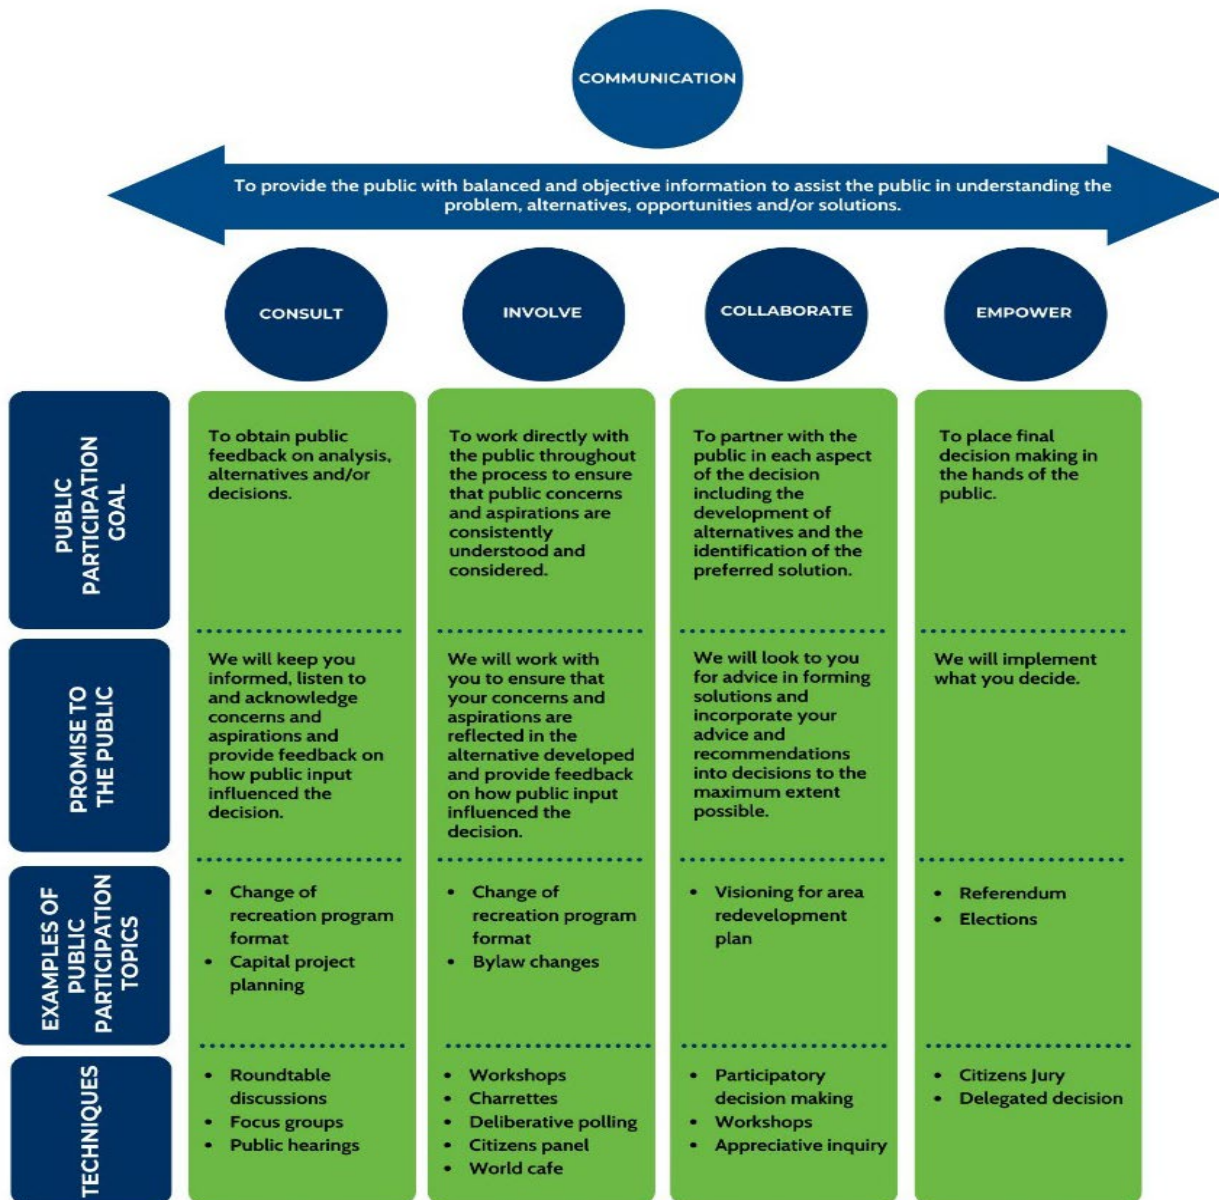 COMMUNICATION
To provide the public with balanced and objective information to assist the public in understanding the
problem, alternatives, opportunities and/or solutions.
CONSULT
INVOLVE
COLLABORATE
EMPOWER
PUBLIC
PARTICIPATION
GOAL
To obtain public
feedback on analysis,
alternatives and/or
decisions.
To work directly with
the public throughout
the process to ensure
that public concerns
and aspirations are
consistently
understood and
considered.
To partner with the
public in each aspect
of the decision
including the
development of
alternatives and the
identification of the
preferred solution.
To place final
decision making in
the hands of the
public.
PROMISE TO
THE PUBLIC
We will keep you
informed, listen to
and acknowledge
concerns and
aspirations and
provide feedback on
how public input
influenced the
decision.
We will work with
you to ensure that
your concerns and
aspirations are
reflected in the
alternative developed
and provide feedback
on how public input
influenced the
decision.
We will look to you
for advice in forming
solutions and
incorporate your
advice and
recommendations
into decisions to the
maximum extent
possible.
We will implement
what you decide.
EXAMPLES OF
PUBLIC
PARTICIPATION
TOPICS
• Change of
recreation program
format
• Capital project
planning
• Change of
recreation program
format
• Bylaw changes
• Visioning for area
redevelopment
plan
• Referendum
• Elections
TECHNIQUES
• Roundtable
discussions
• Focus groups
• Public hearings
• Workshops
• Charrettes
• Deliberative polling
• Citizens panel
• World cafe
• Participatory
decision making
• Workshops
• Appreciative inquiry
• Citizens Jury
• Delegated decision